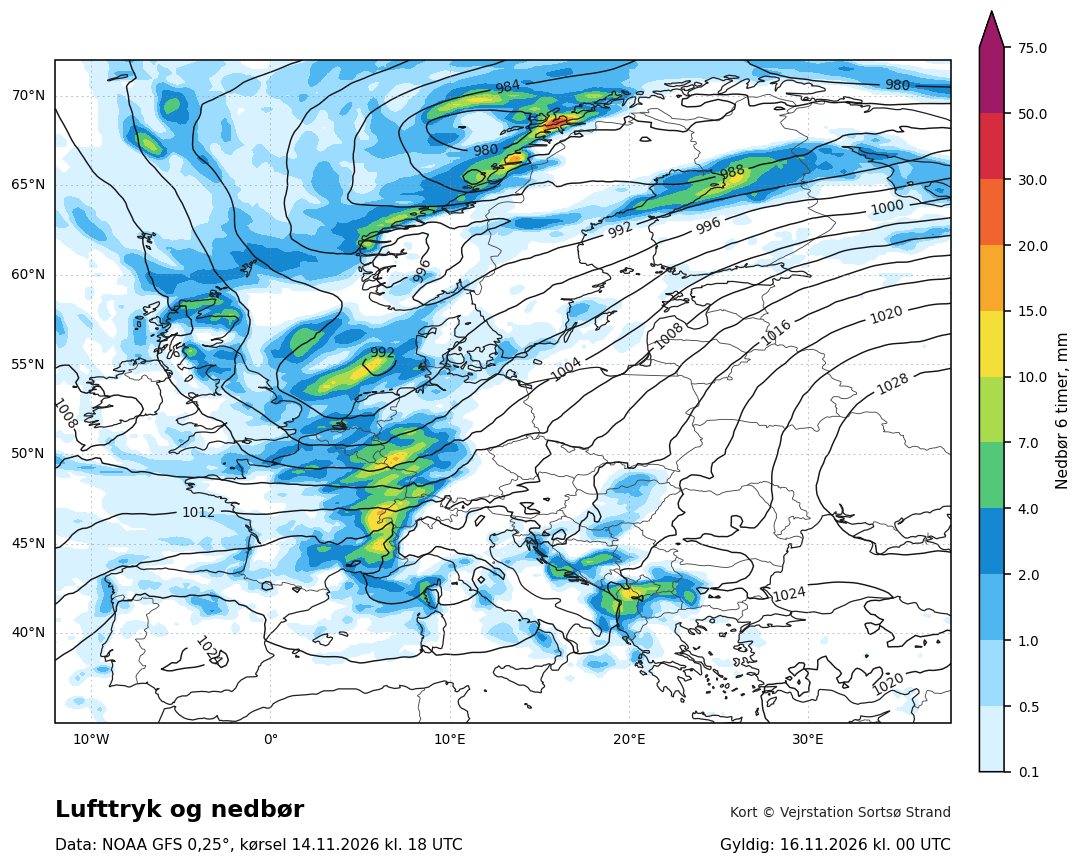 70°N
65°N
60°N
55°N
50°N
45°N
40°N
10°W
0°
10°E
20°E
30°E
984
980
980
988
1000
992
996
996
1020
1016
1008
992
1004
1028
1008
1012
1024
1024
1020
75.0
50.0
30.0
20.0
15.0
10.0
7.0
4.0
2.0
1.0
0.5
0.1
Nedbør 6 timer, mm
Lufttryk og nedbør
Kort © Vejrstation Sortsø Strand
Data: NOAA GFS 0,25°, kørsel 14.11.2026 kl. 18 UTC
Gyldig: 16.11.2026 kl. 00 UTC